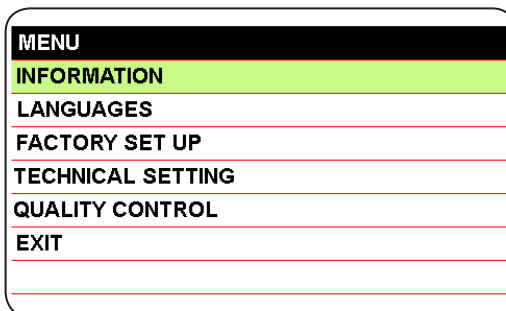 MENU
INFORMATION
LANGUAGES
FACTORY SET UP
TECHNICAL SETTING
QUALITY CONTROL
EXIT